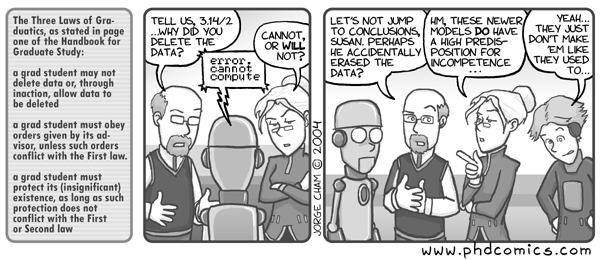 The Three Laws of Gra-
duatics, as stated in page
one of the Handbook for
Graduate Study:
a grad student may not
delete data or, through
inaction, allow data to
be deleted
a grad student must obey
orders given by its ad-
visor, unless such orders
conflict with the First law.
a grad student must
protect its (insignificant)
existence, as long as such
protection does not
conflict with the First
or Second law
TELL US, 3.14/2
...WHY DID YOU
DELETE THE
DATA?
error.
cannot
compute
CANNOT,
OR WILL
NOT?
JORGE CHAM © 2004
LET'S NOT JUMP
TO CONCLUSIONS,
SUSAN. PERHAPS
HE ACCIDENTALLY
ERASED THE
DATA?
HM, THESE NEWER
MODELS DO HAVE
A HIGH PREDIS-
POSITION FOR
INCOMPETENCE
...
YEAH...
THEY JUST
DON'T MAKE
'EM LIKE
THEY USED
TO...
www.phdcomics.com